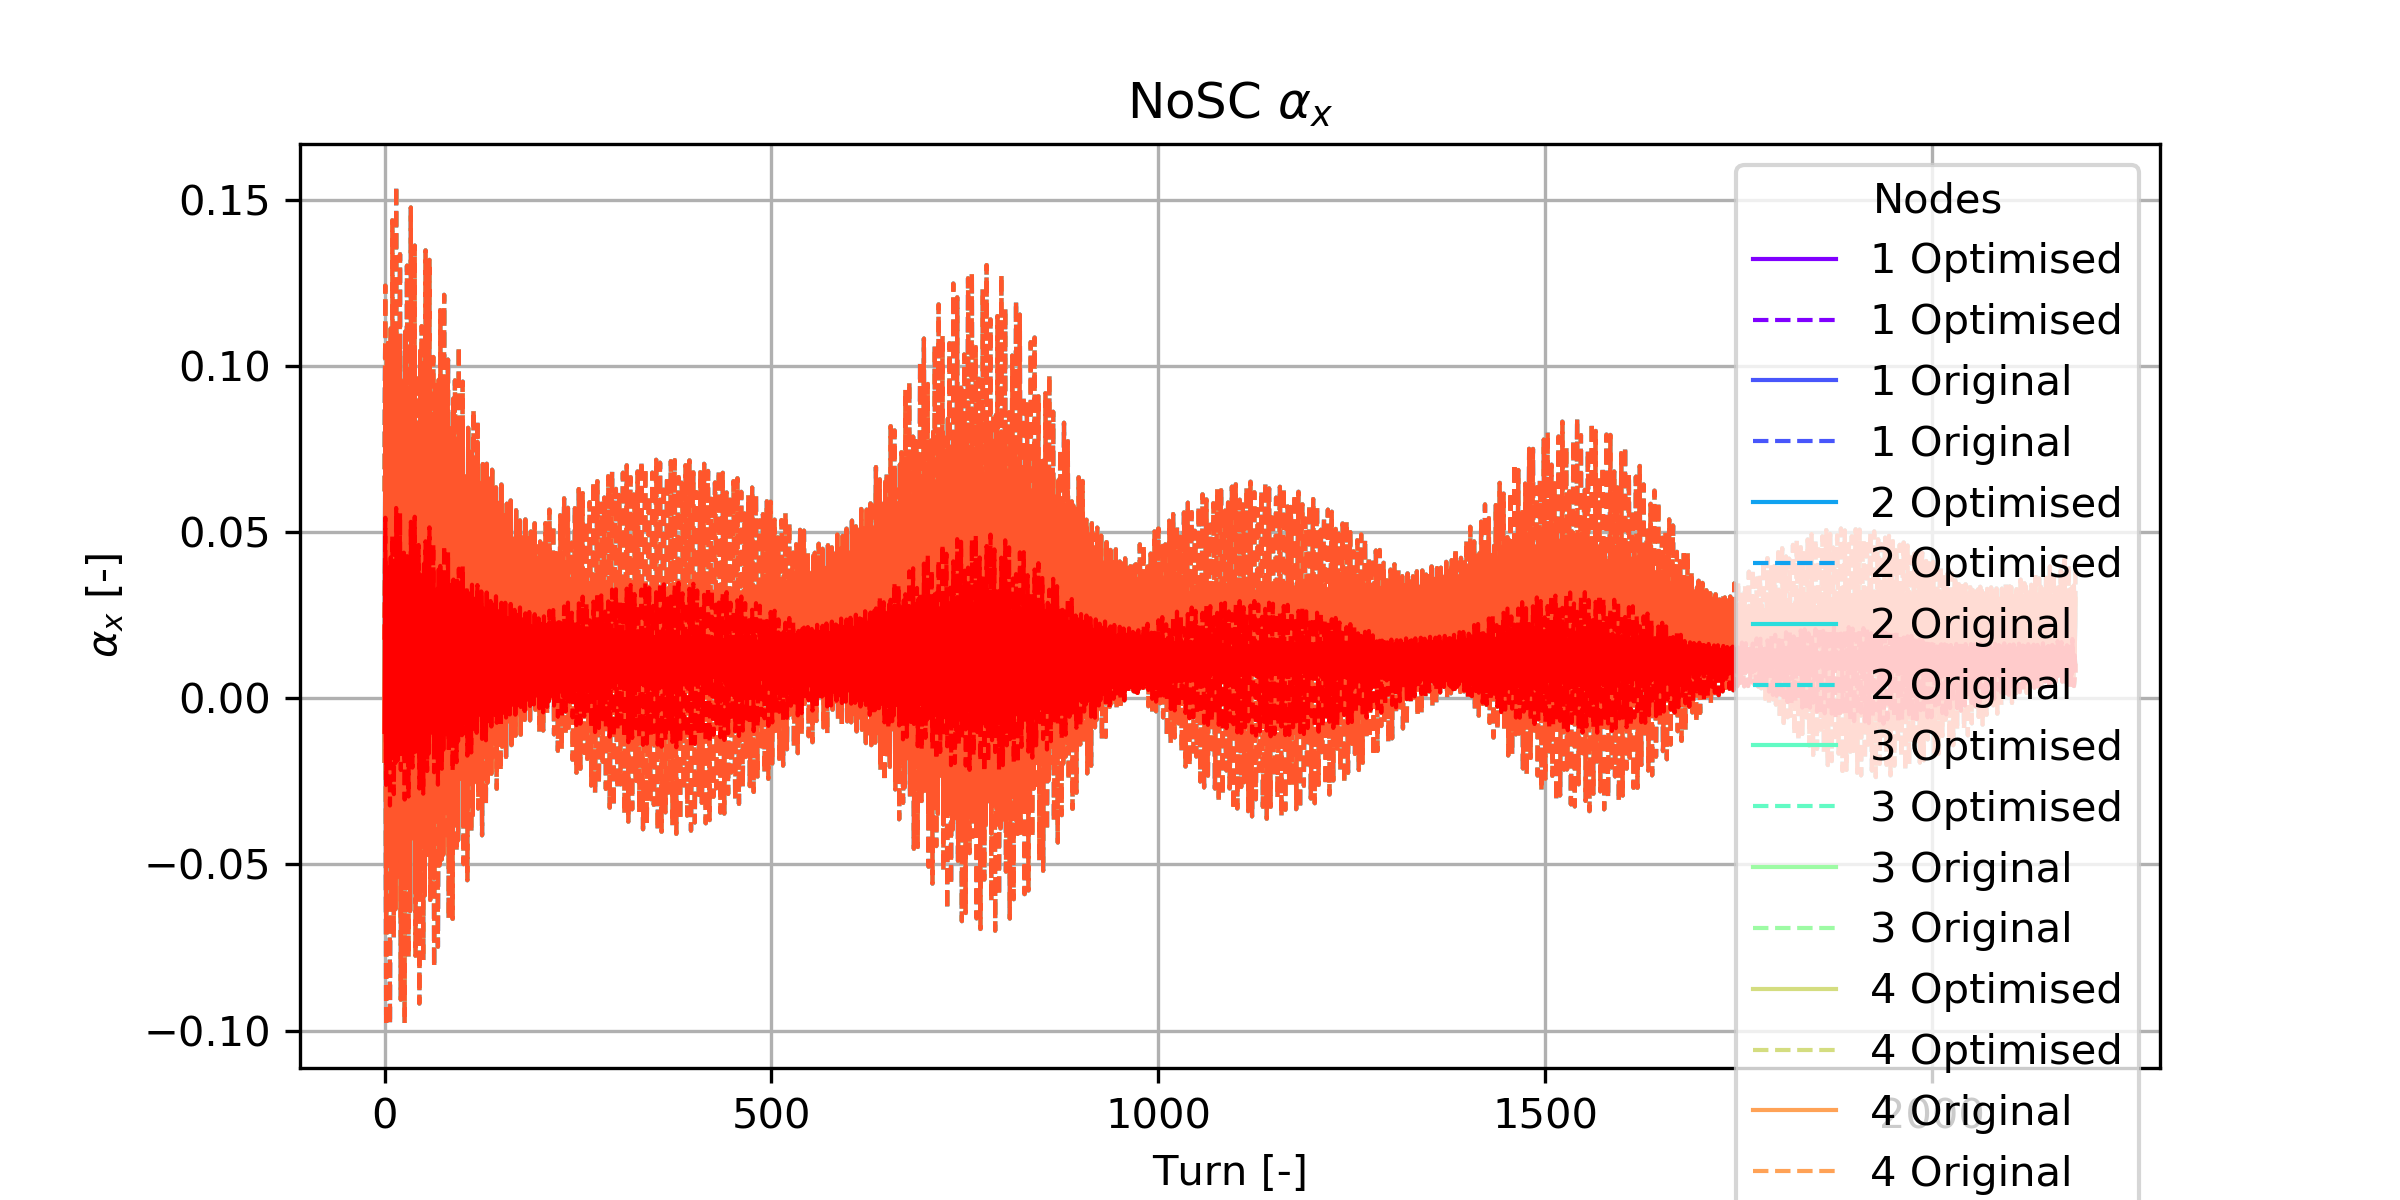 NoSC αx
0.15
0.10
0.05
0.00
−0.05
−0.10
αx [-]
0
500
1000
1500
2000
Turn [-]
Nodes
1 Optimised
1 Optimised
1 Original
1 Original
2 Optimised
2 Optimised
2 Original
2 Original
3 Optimised
3 Optimised
3 Original
3 Original
4 Optimised
4 Optimised
4 Original
4 Original